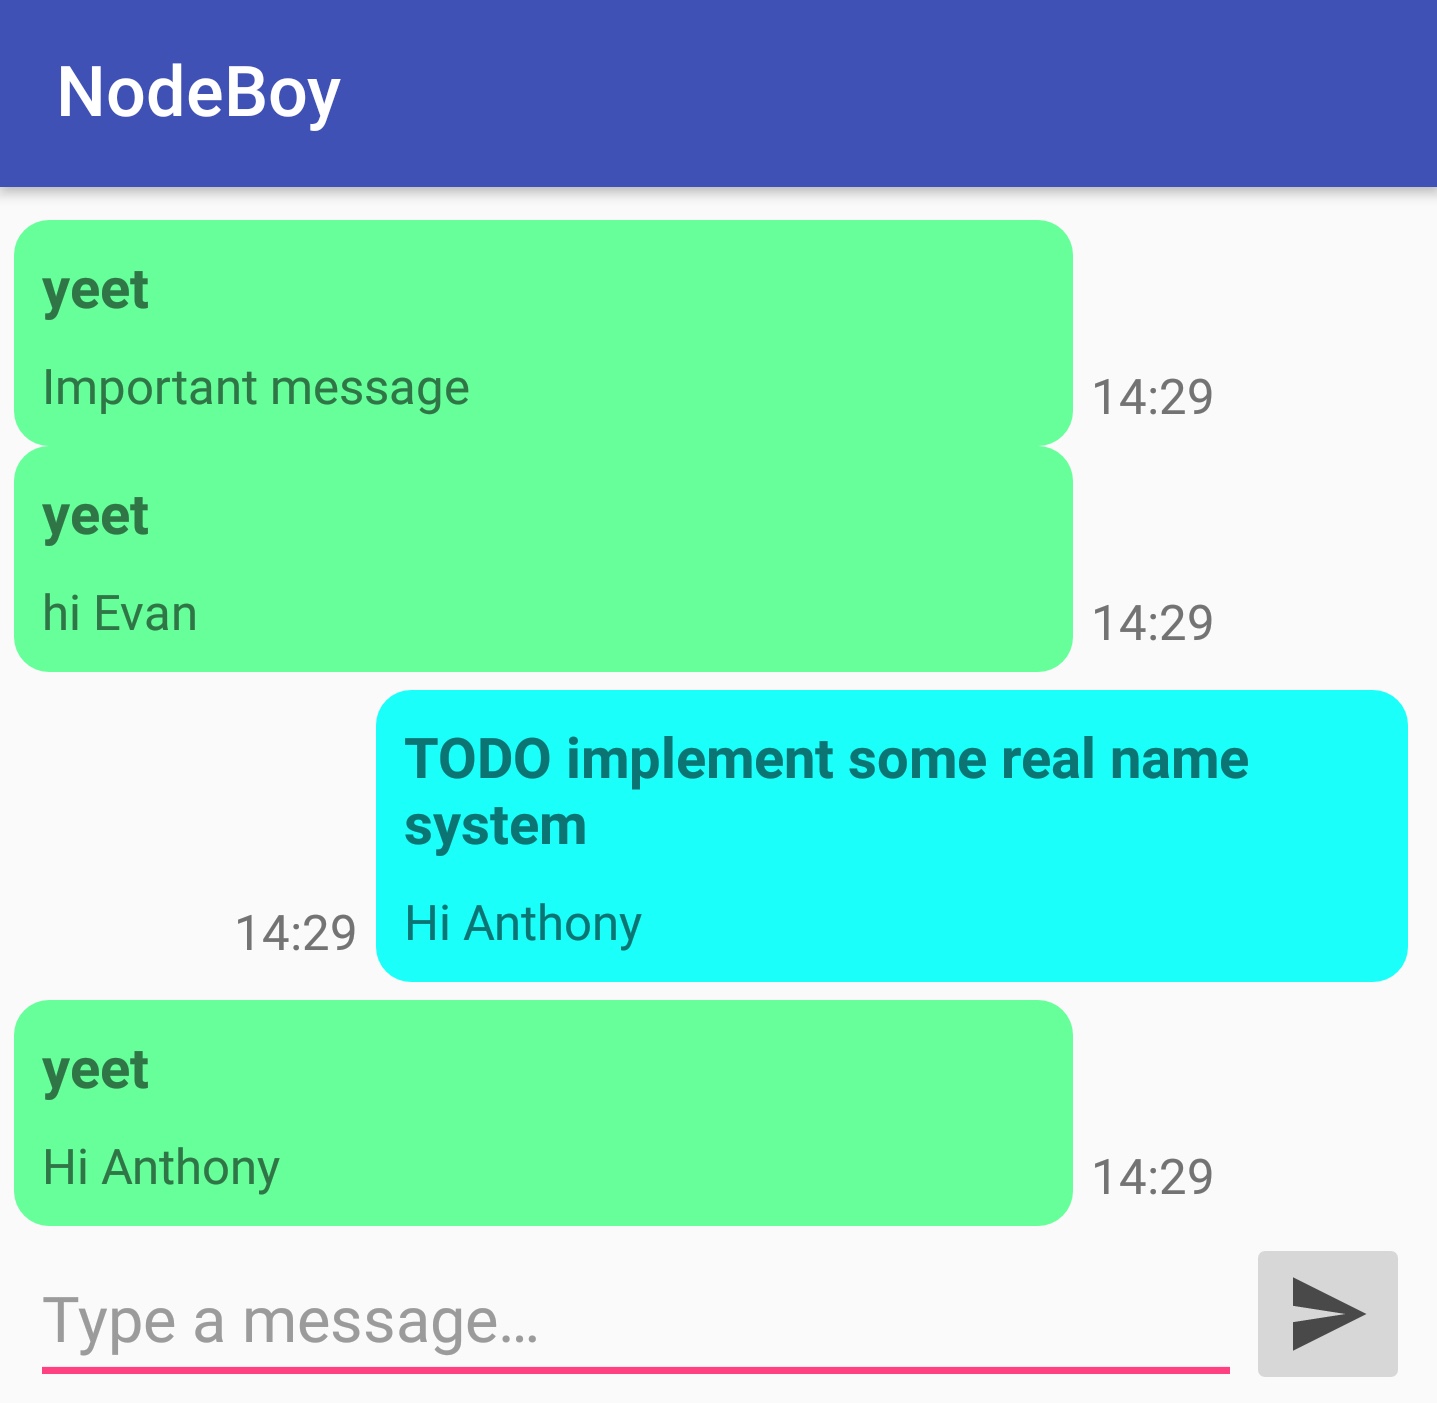 NodeBoy
yeet
Important message
14:29
yeet
hi Evan
14:29
TODO implement some real name
system
Hi Anthony
14:29
yeet
Hi Anthony
14:29
Type a message...